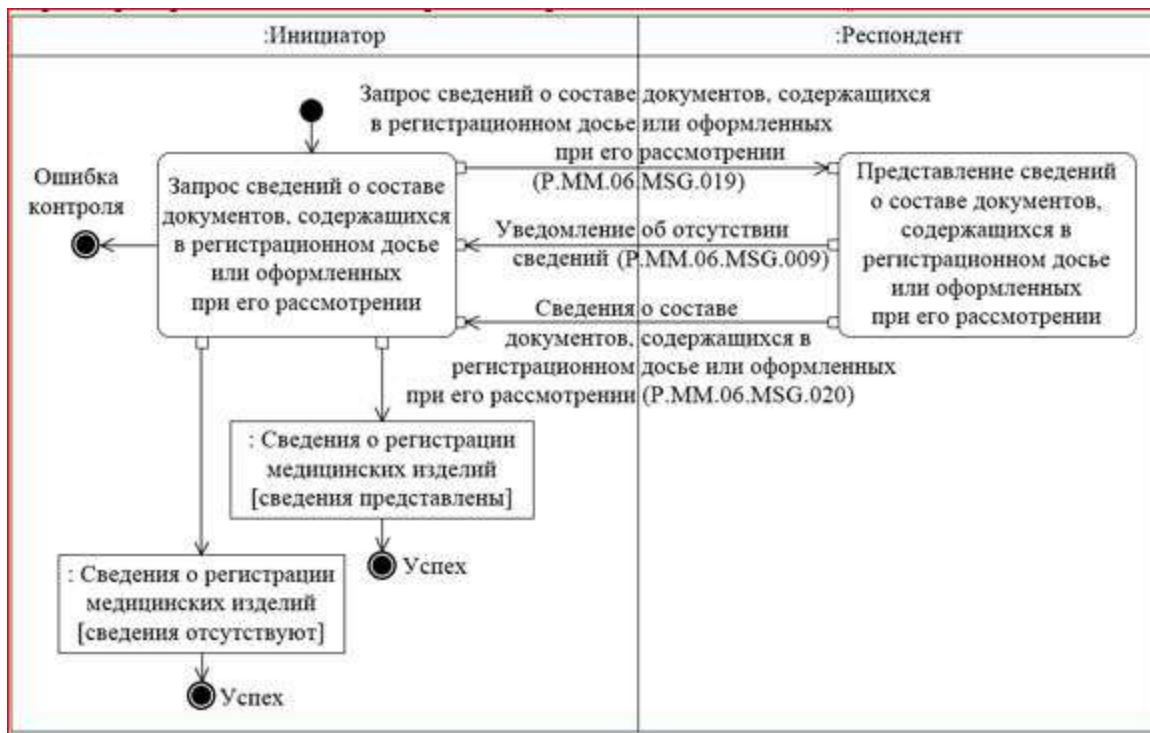 :Инициатор
:Респондент
Запрос сведений о составе документов, содержащихся
в регистрационном досье или оформленных
при его рассмотрении
(P.MM.06.MSG.019)
Ошибка
контроля
Запрос сведений о составе
документов, содержащихся
в регистрационном досье
или оформленных
при его рассмотрении
Представление сведений
о составе документов,
содержащихся в
регистрационном досье
или оформленных
при его рассмотрении
Уведомление об отсутствии
сведений (P.MM.06.MSG.009)
Сведения о составе
документов, содержащихся в
регистрационном досье или оформленных
при его рассмотрении (P.MM.06.MSG.020)
: Сведения о регистрации
медицинских изделий
[сведения представлены]
Успех
: Сведения о регистрации
медицинских изделий
[сведения отсутствуют]
Успех